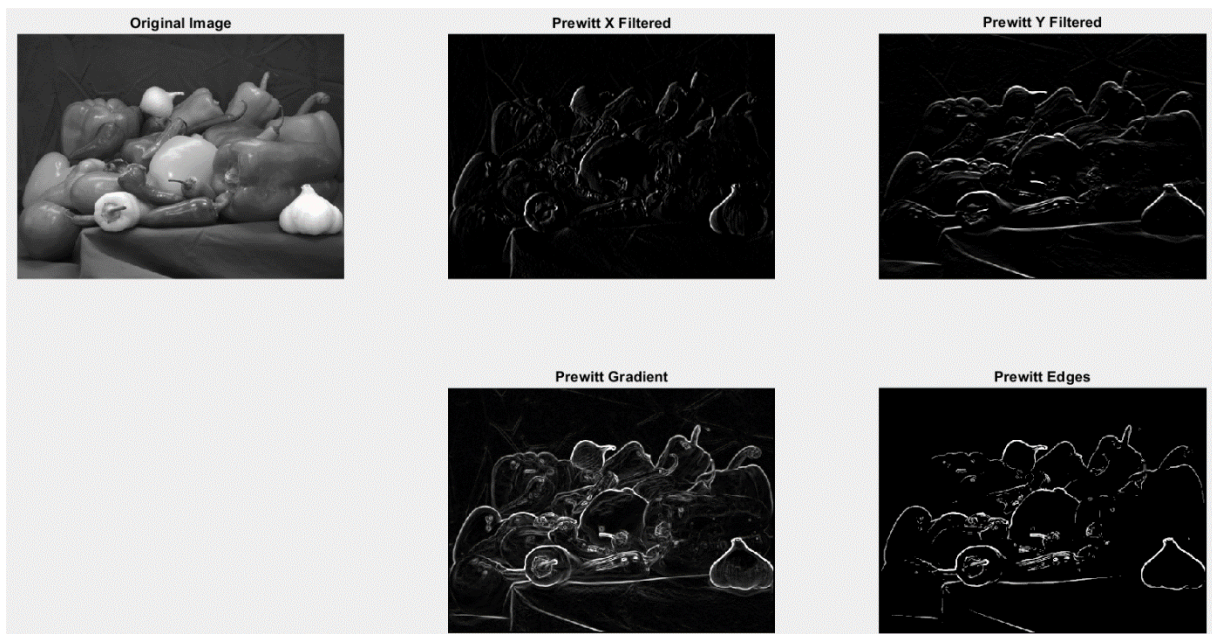 Original Image
Prewitt X Filtered
Prewitt Y Filtered
Prewitt Gradient
Prewitt Edges